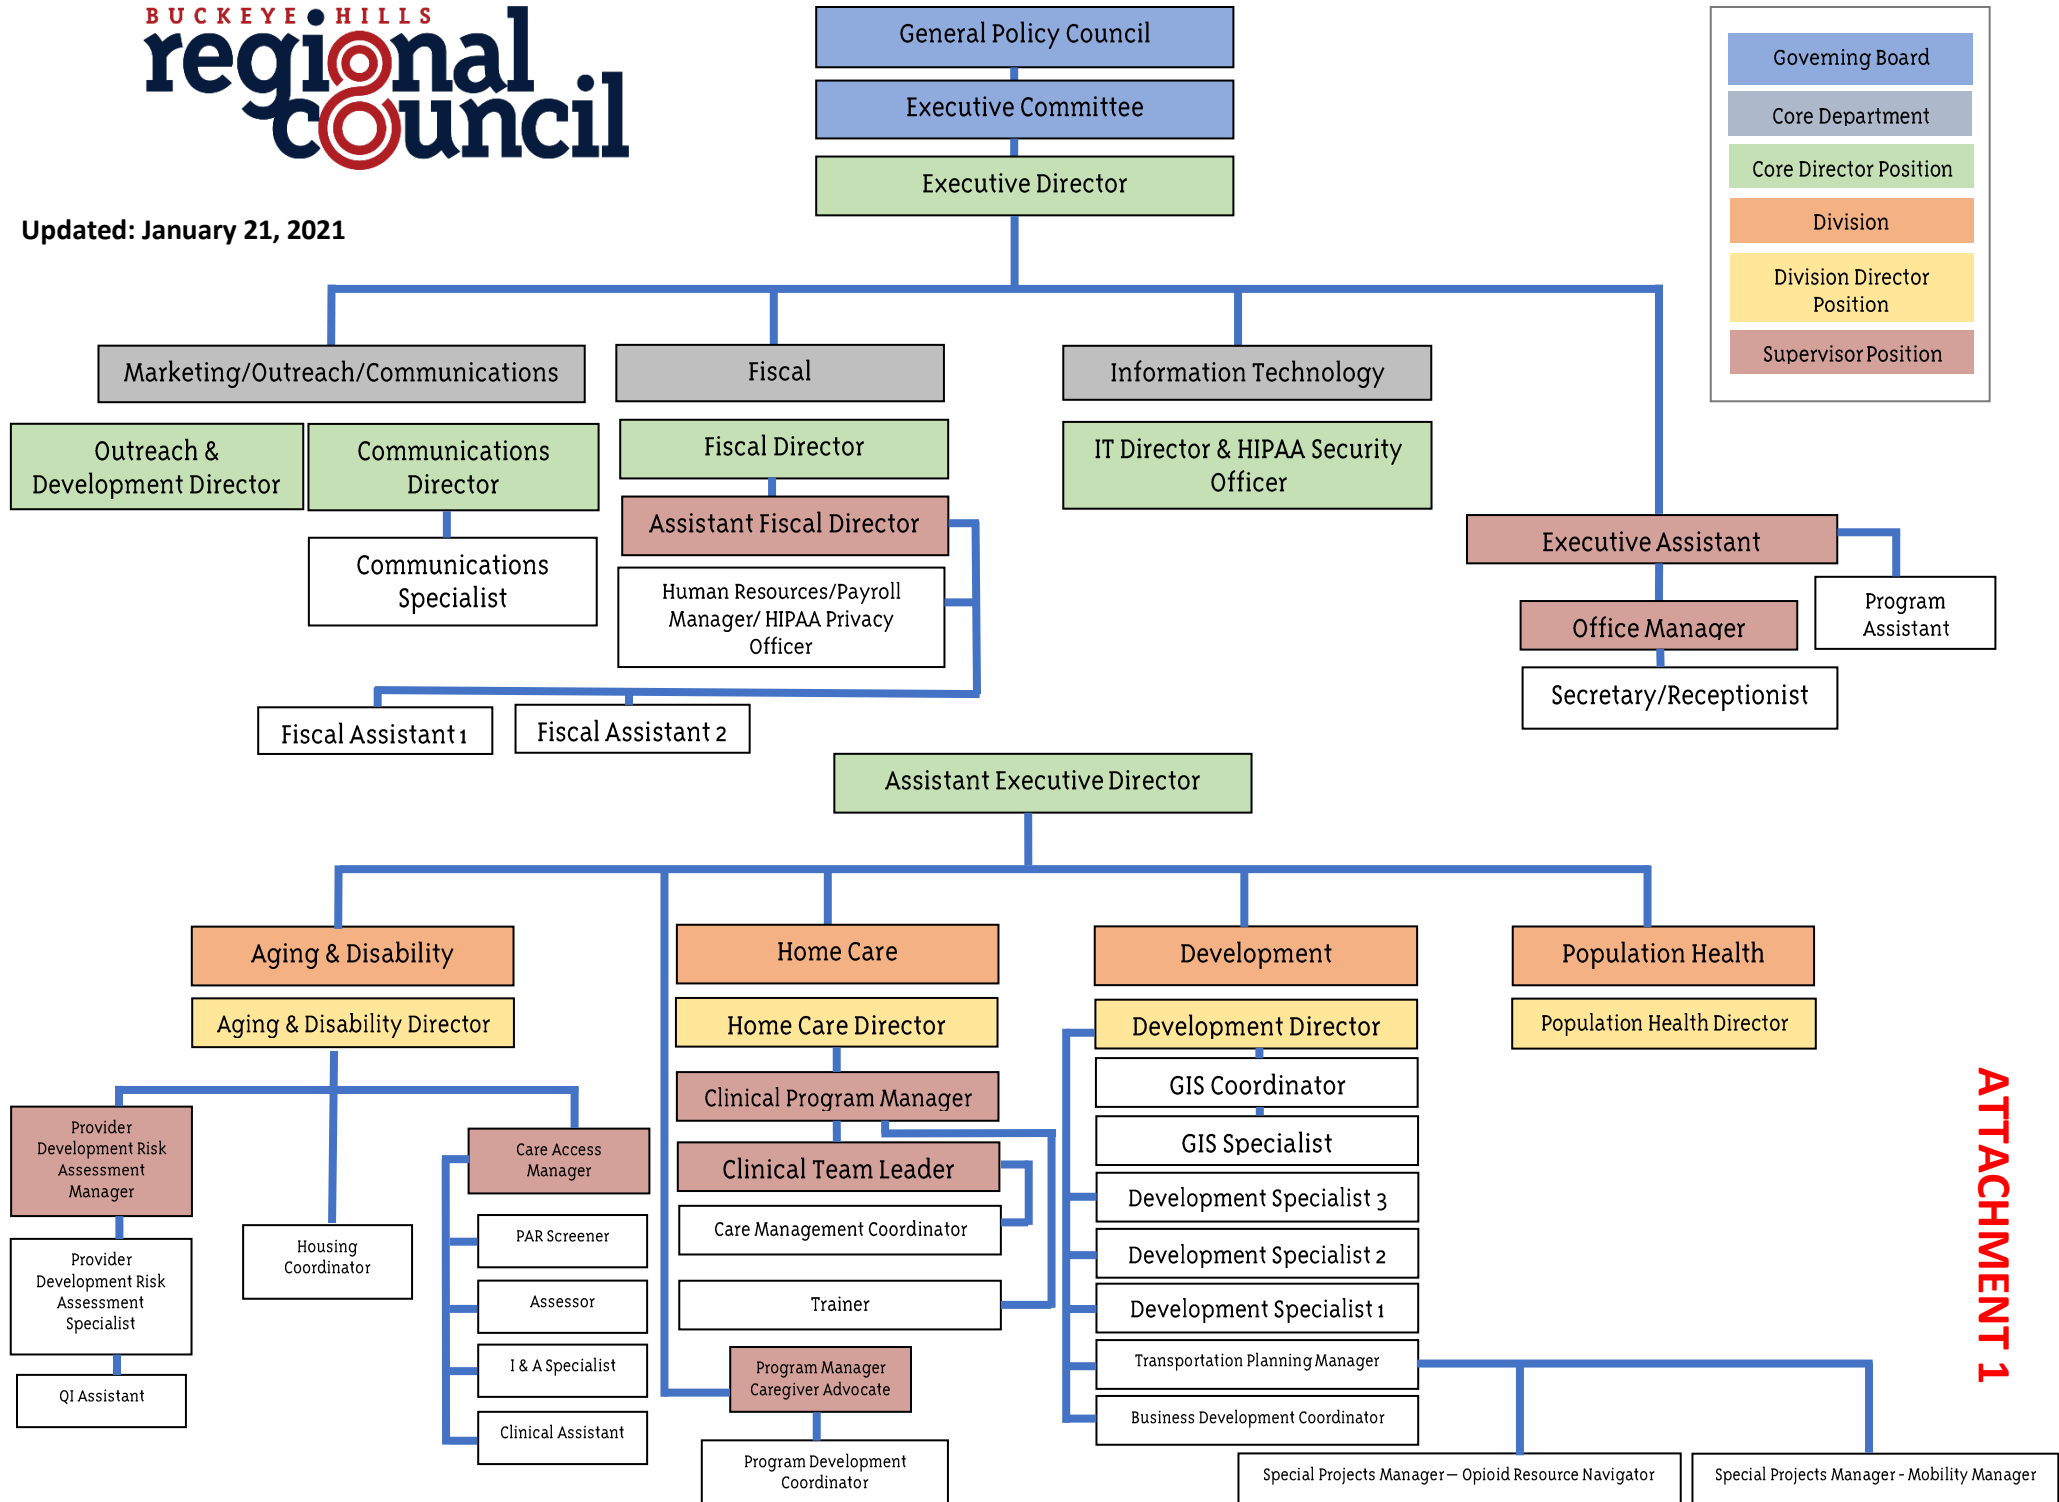 BUCKEYE HILLS
regional
council
Updated: January 21, 2021
General Policy Council
Executive Committee
Executive Director
Governing Board
Core Department
Core Director Position
Division
Division Director
Position
Supervisor Position
Marketing/Outreach/Communications
Fiscal
Information Technology
Outreach &
Development Director
Communications
Director
Communications
Specialist
Fiscal Director
Assistant Fiscal Director
Human Resources/Payroll
Manager/ HIPAA Privacy
Officer
Fiscal Assistant 1
Fiscal Assistant 2
IT Director & HIPAA Security
Officer
Executive Assistant
Program
Assistant
Office Manager
Secretary/Receptionist
Assistant Executive Director
Aging & Disability
Home Care
Development
Population Health
Aging & Disability Director
Home Care Director
Development Director
Population Health Director
Provider
Development Risk
Assessment
Manager
Provider
Development Risk
Assessment
Specialist
QI Assistant
Housing
Coordinator
Care Access
Manager
PAR Screener
Assessor
I & A Specialist
Clinical Assistant
Clinical Program Manager
Clinical Team Leader
Care Management Coordinator
Trainer
Program Manager
Caregiver Advocate
Program Development
Coordinator
GIS Coordinator
GIS Specialist
Development Specialist 3
Development Specialist 2
Development Specialist 1
Transportation Planning Manager
Business Development Coordinator
Special Projects Manager – Opioid Resource Navigator
Special Projects Manager - Mobility Manager
ATTACHMENT 1